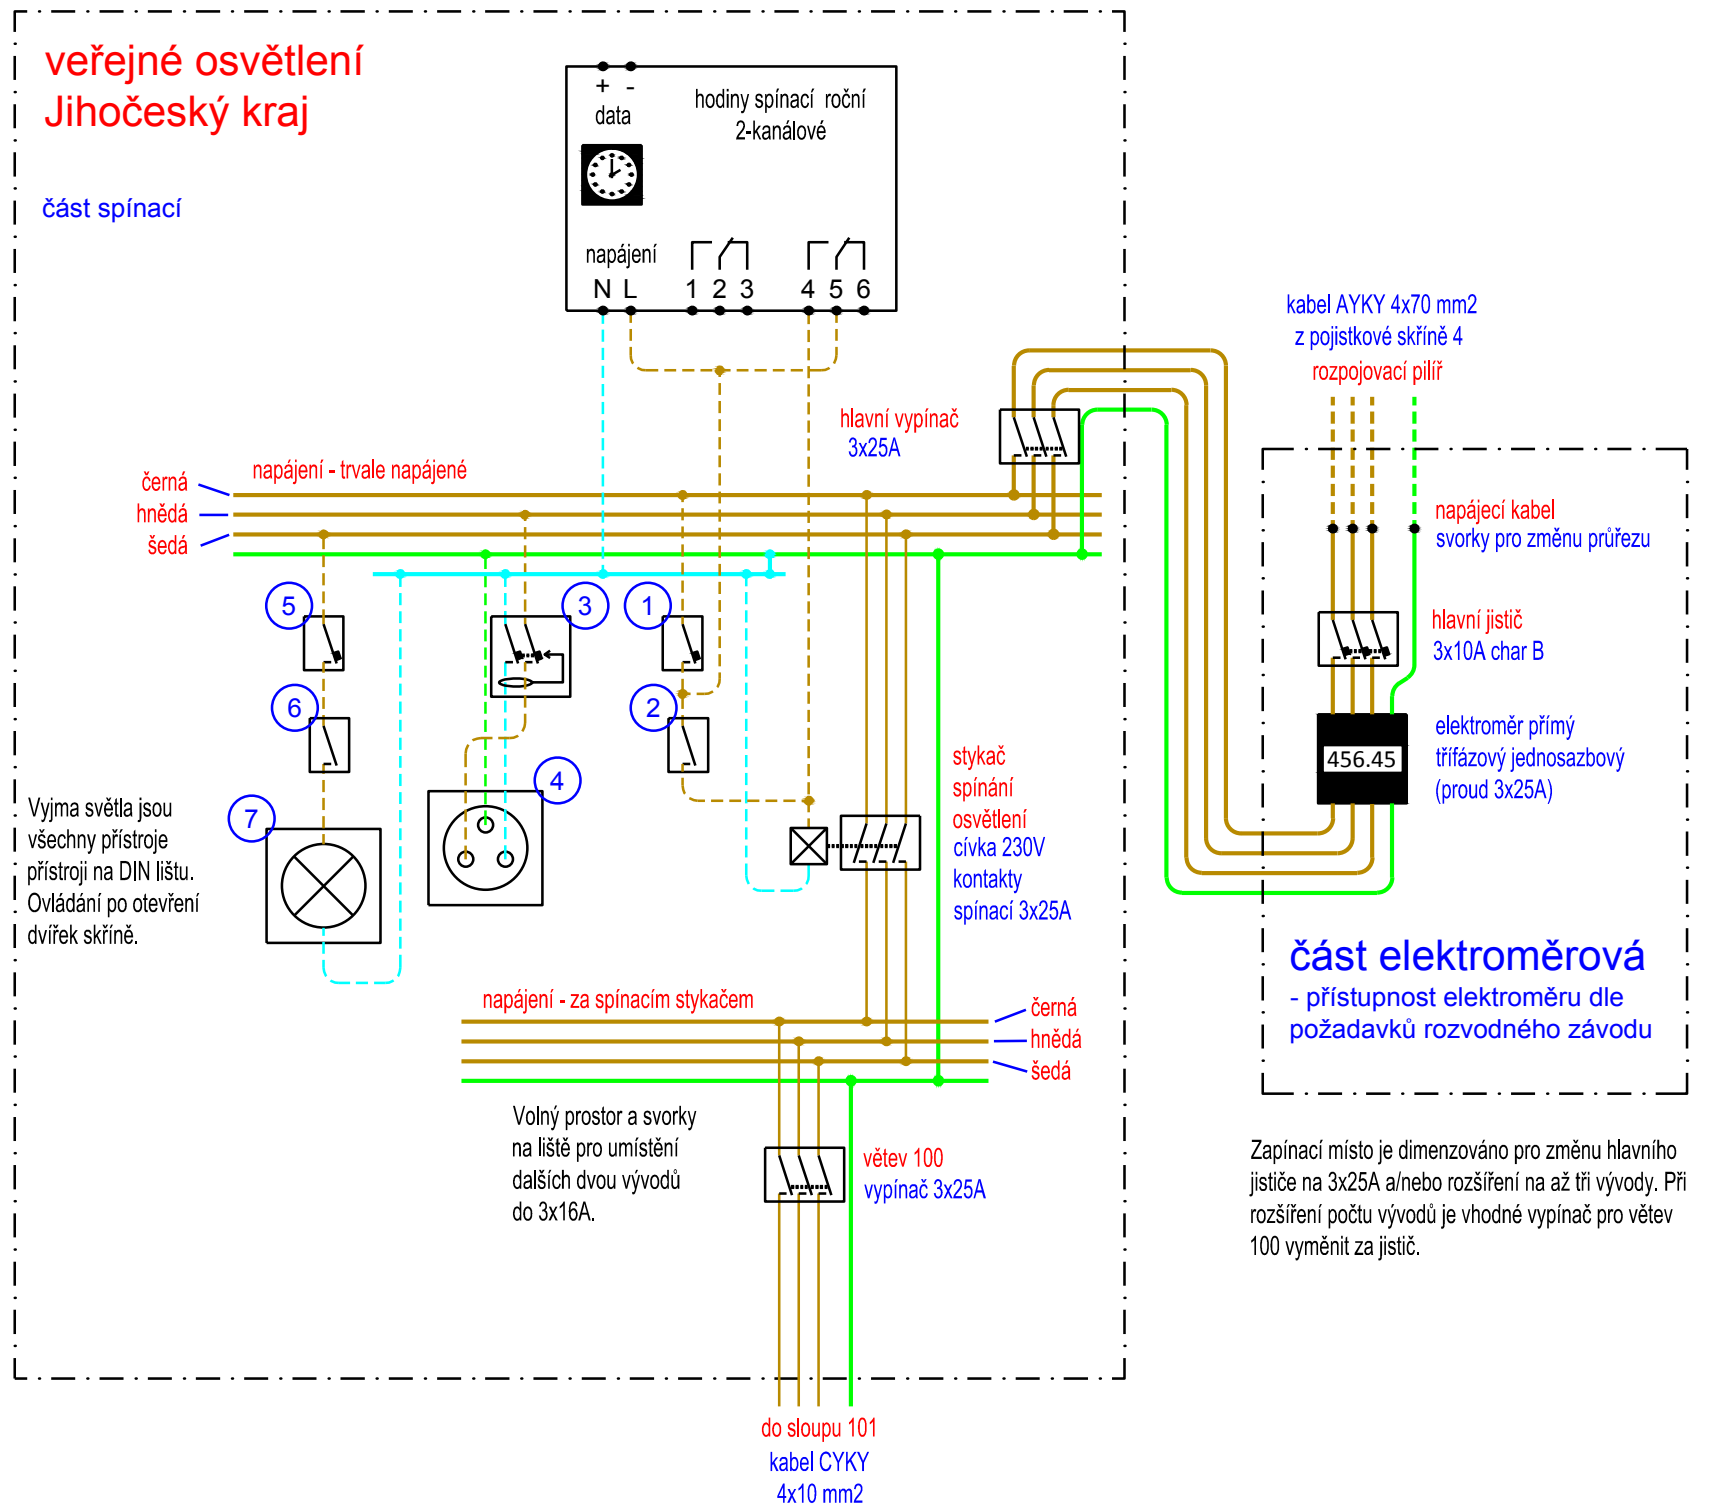 veřejné osvětlení
Jihočeský kraj
část spínací
+ -
data
hodiny spínací roční
2-kanálové
napájení
N L 1 2 3 4 5 6
kabel AYKY 4x70 mm2
z pojistkové skříně 4
rozpojovací pilíř
hlavní vypínač
3x25A
napájení - trvale napájené
černá
hnědá
šedá
napájecí kabel
svorky pro změnu průřezu
5
3
1
6
2
4
7
hlavní jistič
3x10A char B
456.45
elektroměr přímý
třífázový jednosazbový
(proud 3x25A)
stykač
spínání
osvětlení
cívka 230V
kontakty
spínací 3x25A
Vyjma světla jsou
všechny přístroje
přístroji na DIN lištu.
Ovládání po otevření
dvířek skříně.
část elektroměrová
- přístupnost elektroměru dle
požadavků rozvodného závodu
napájení - za spínacím stykačem
černá
hnědá
šedá
Volný prostor a svorky
na liště pro umístění
dalších dvou vývodů
do 3x16A.
větev 100
vypínač 3x25A
Zapínací místo je dimenzováno pro změnu hlavního
jističe na 3x25A a/nebo rozšíření na až tři vývody. Při
rozšíření počtu vývodů je vhodné vypínač pro větev
100 vyměnit za jistič.
do sloupu 101
kabel CYKY
4x10 mm2